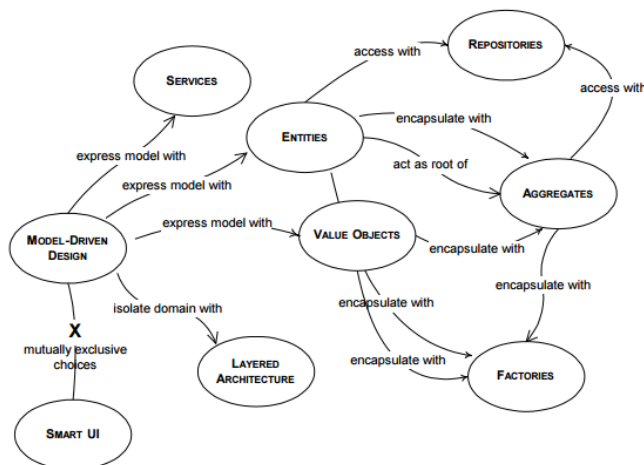 REPOSITORIES
access with
SERVICES
access with
ENTITIES
encapsulate with
express model with
act as root of
express model with
AGGREGATES
express model with
MODEL-DRIVEN
DESIGN
VALUE OBJECTS
encapsulate with
encapsulate with
isolate domain with
encapsulate with
X
mutually exclusive
choices
encapsulate with
LAYERED
ARCHITECTURE
FACTORIES
SMART UI